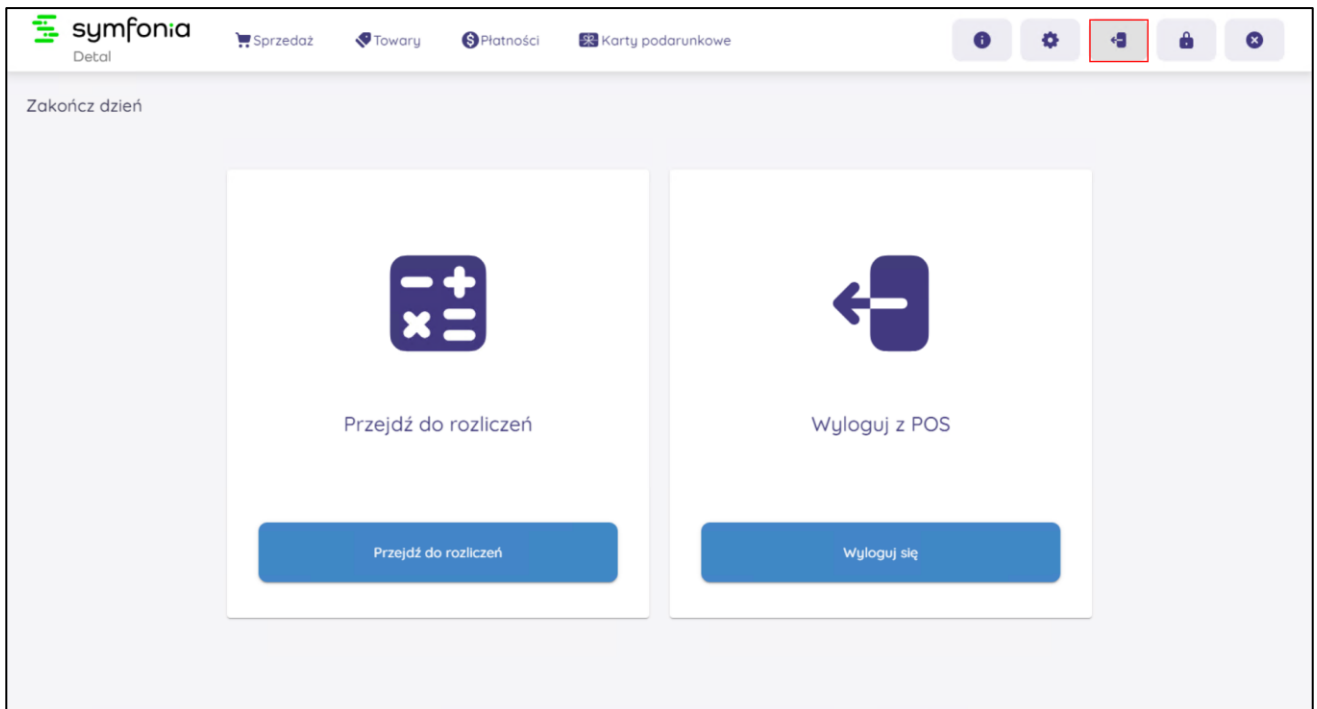 symfonia
Detal
Sprzedaż
Towary
Płatności
Karty podarunkowe
Zakończ dzień
Przejdź do rozliczeń
Wyloguj z POS
Przejdź do rozliczeń
Wyloguj się